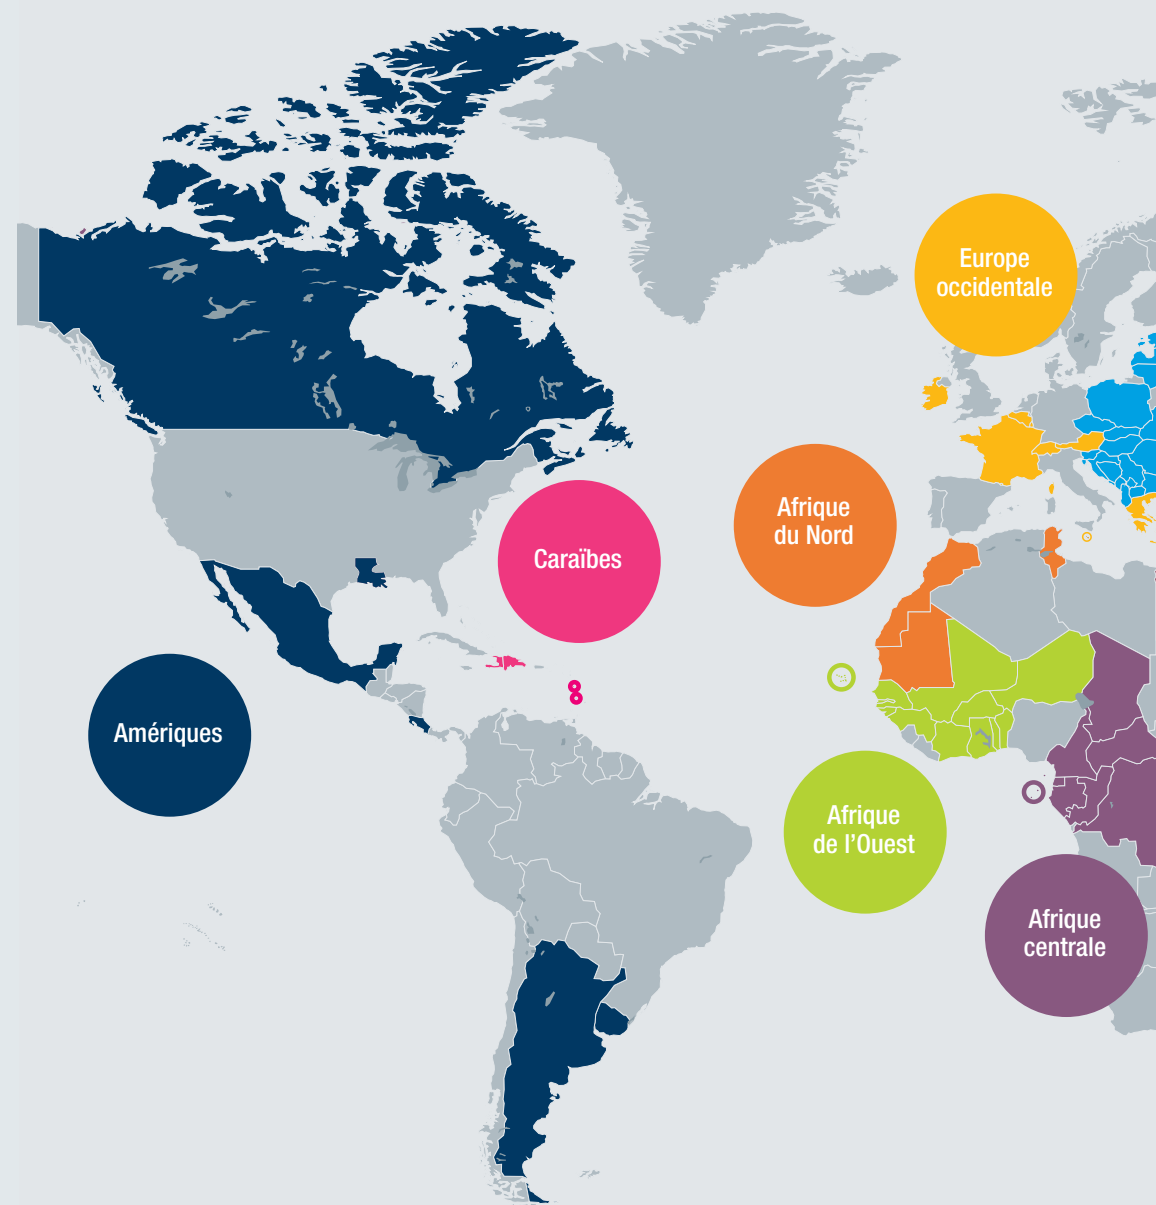 Europe
occidentale
Afrique
du Nord
Caraïbes
Amériques
Afrique
de l'Ouest
Afrique
centrale